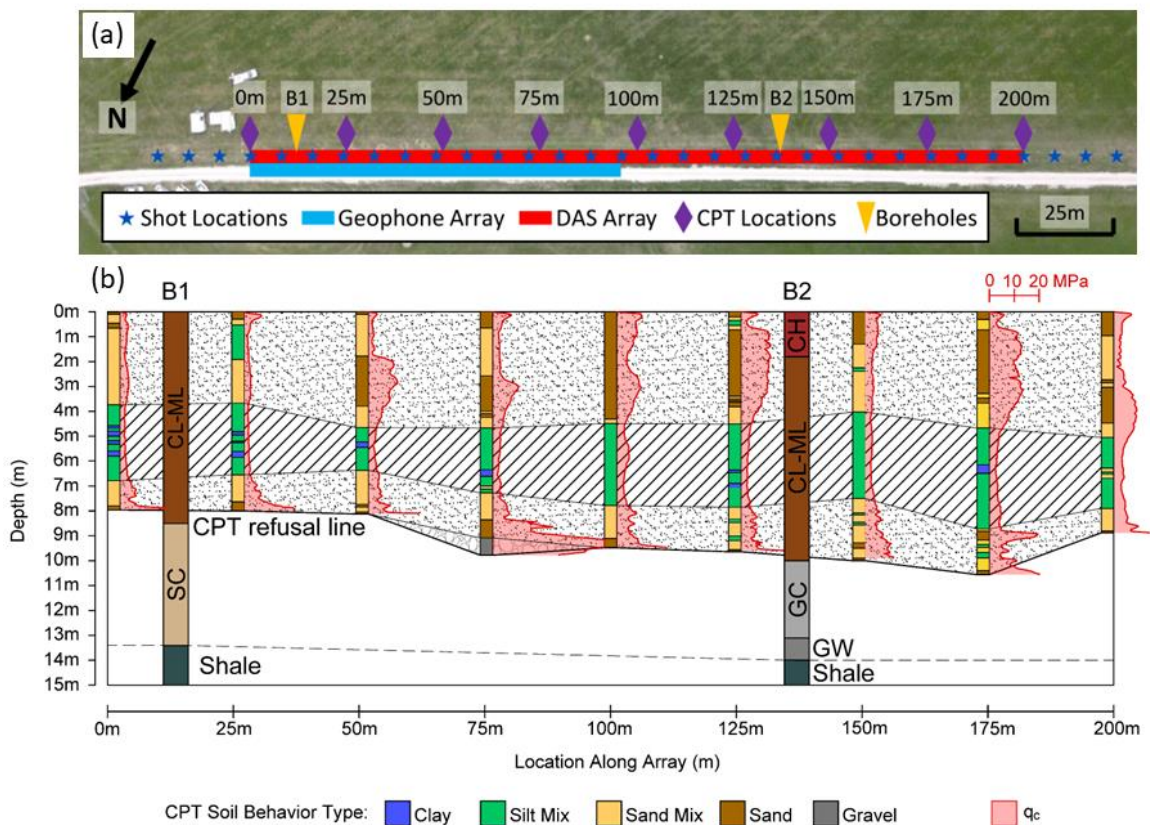 (a)
N
0m B1 25m 50m 75m 100m 125m B2 150m 175m 200m
Shot Locations Geophone Array DAS Array CPT Locations Boreholes
25m
(b)
B1 B2
0 10 20 MPa
Depth (m)
0m
1m
2m
3m
4m
5m
6m
7m
8m
9m
10m
11m
12m
13m
14m
15m
CL-ML
SC
Shale
CPT refusal line
CH
CL-ML
GC
GW
Shale
0m 25m 50m 75m 100m 125m 150m 175m 200m
Location Along Array (m)
CPT Soil Behavior Type: Clay Silt Mix Sand Mix Sand Gravel qc